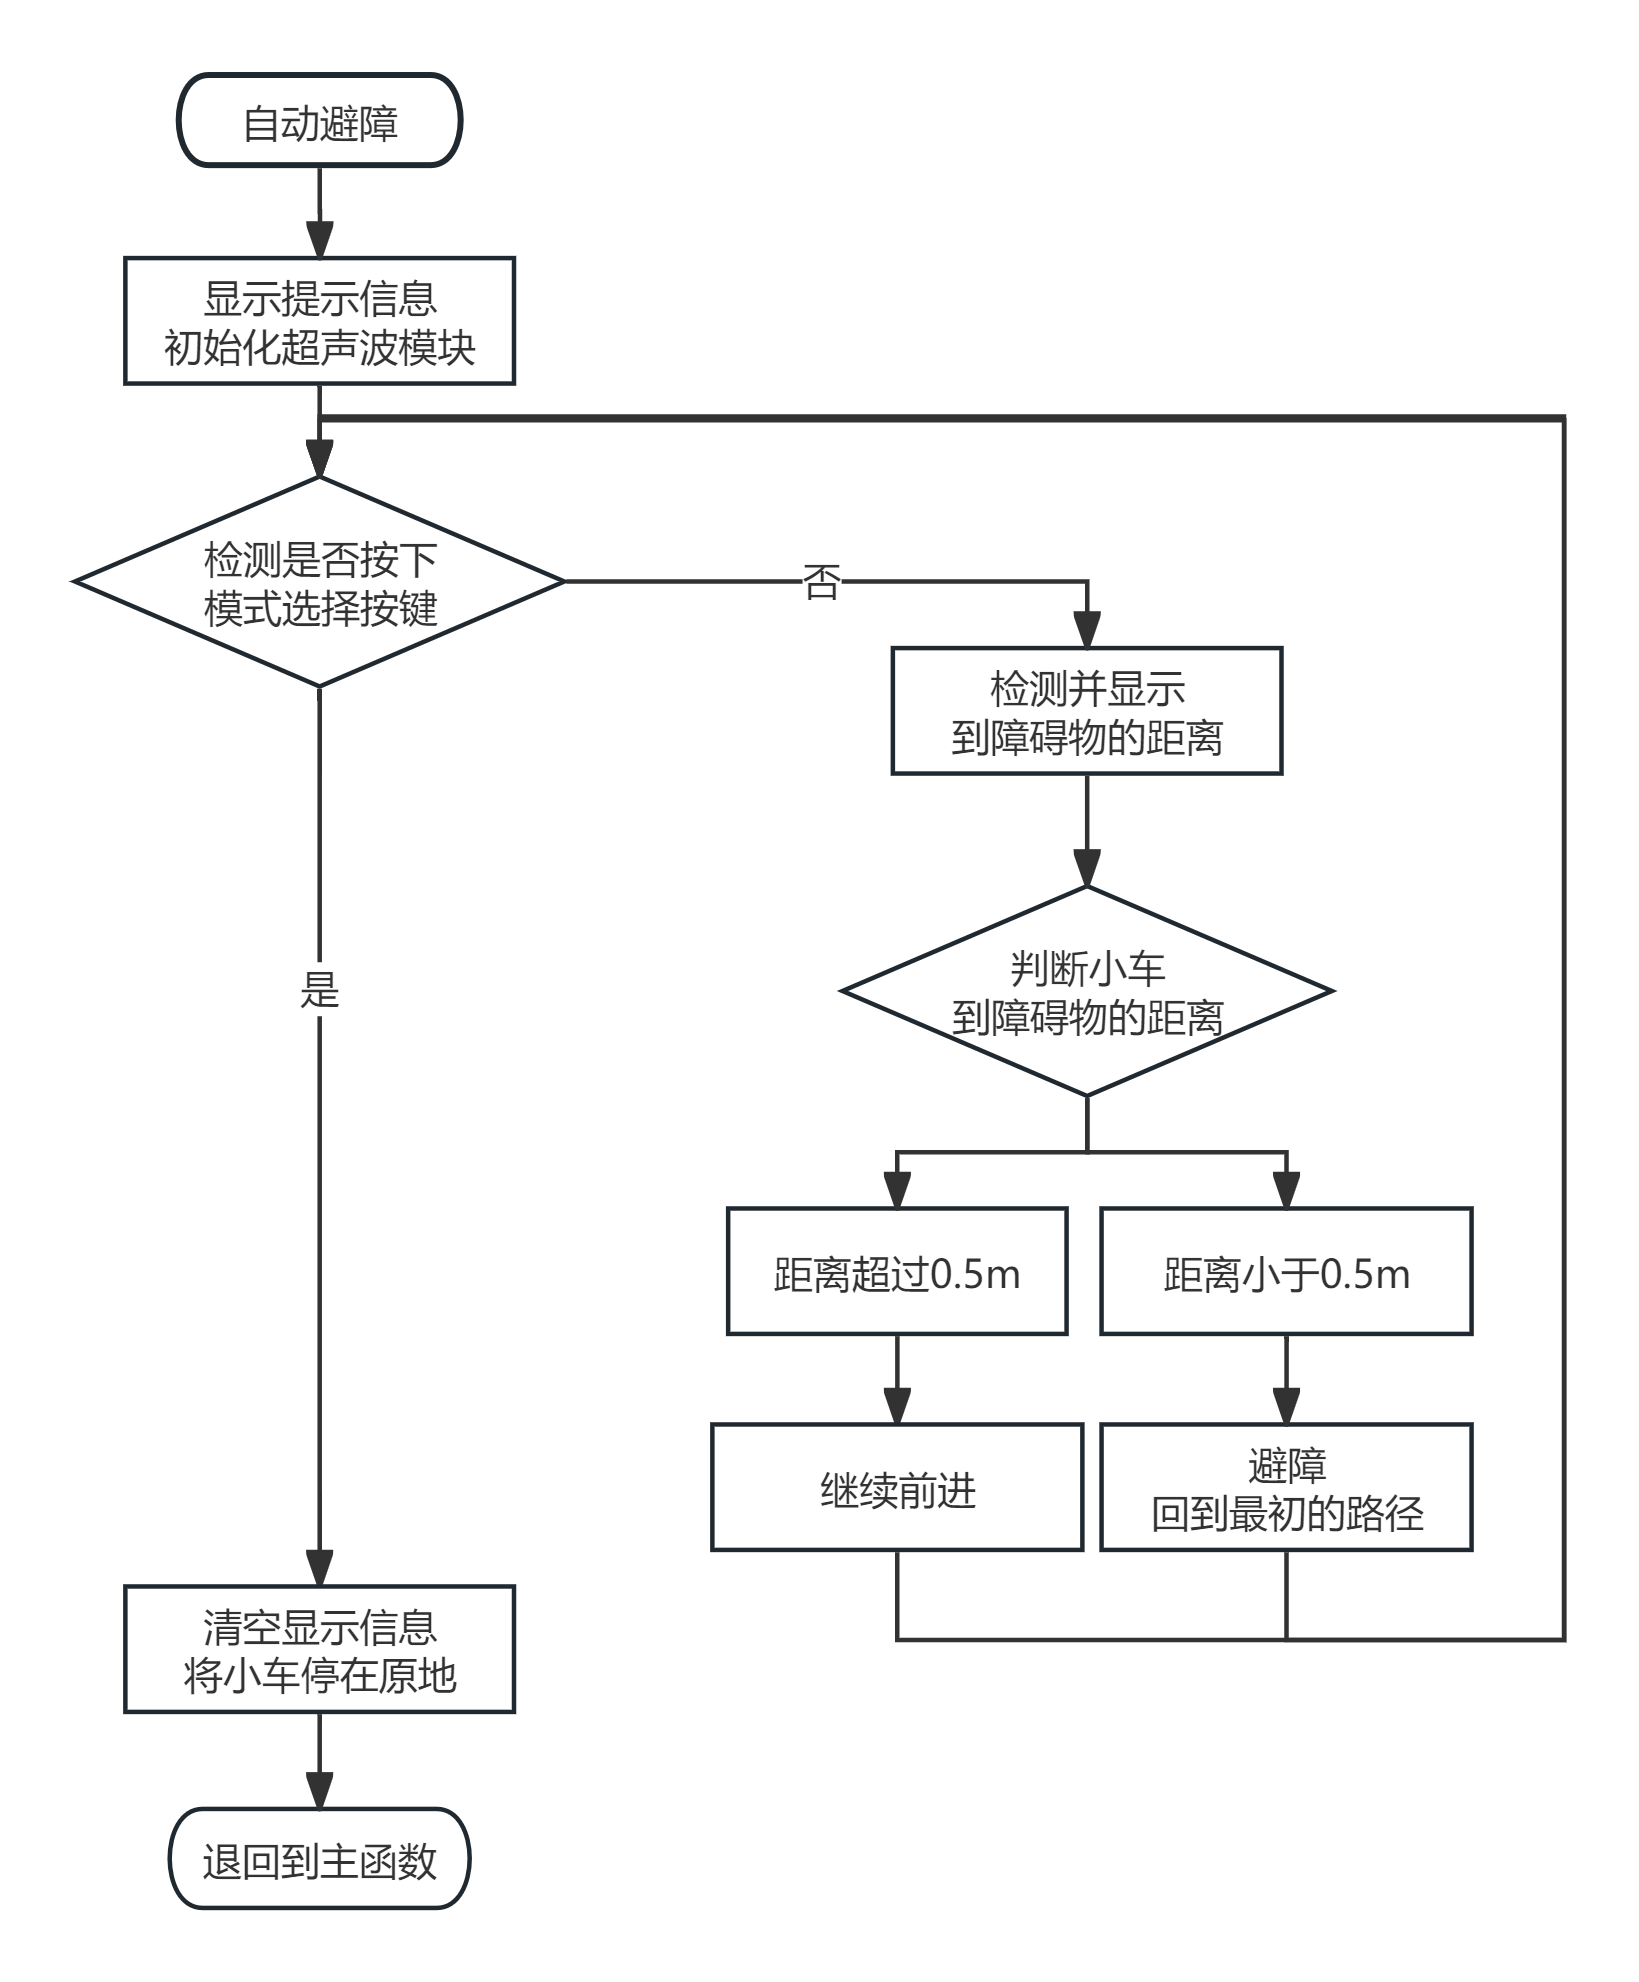 自动避障
显示提示信息
初始化超声波模块
检测是否按下
模式选择按键
否
检测并显示
到障碍物的距离
判断小车
到障碍物的距离
是
距离超过0.5m
距离小于0.5m
继续前进
避障
回到最初的路径
清空显示信息
将小车停在原地
退回到主函数